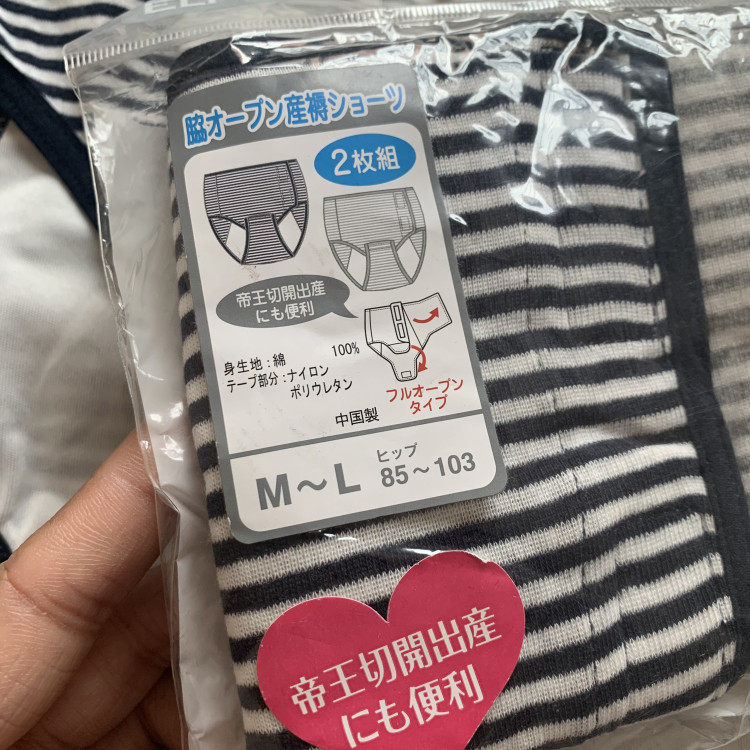 脇オープン産褥ショーツ
2枚組
帝王切開出産
にも便利
身生地:綿 100%
テープ部分:ナイロン
ポリウレタン
フルオープン
タイプ
中国製
M~L ヒップ
85~103
帝王切開出産
にも便利